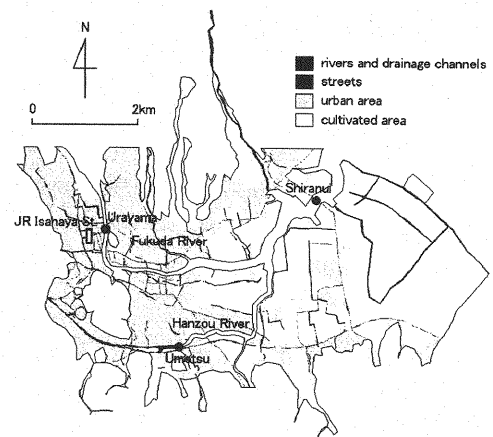 N
0 2km
rivers and drainage channels
streets
urban area
cultivated area
Shiranui
JR Isahaya St.
Urayama
Fukuda River
Hanzou River
Umetsu